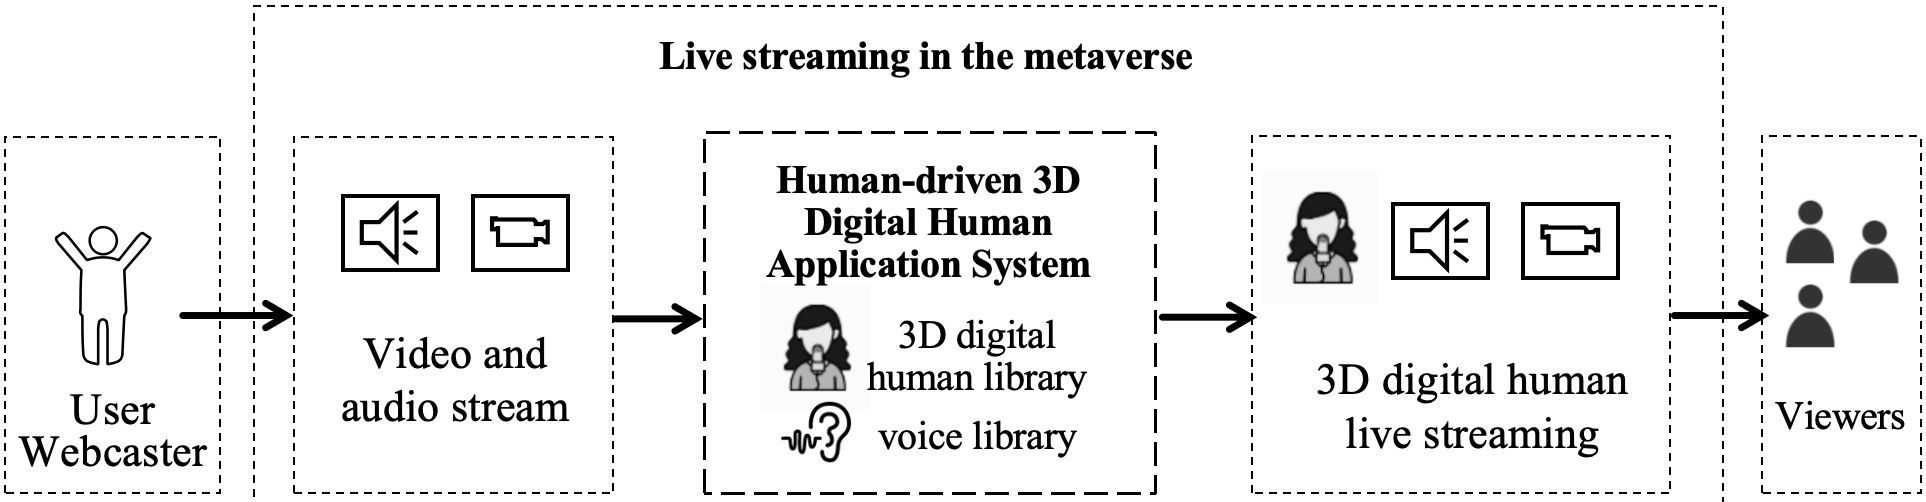 Live streaming in the metaverse
User
Webcaster
Video and
audio stream
Human-driven 3D
Digital Human
Application System
3D digital
human library
voice library
3D digital human
live streaming
Viewers